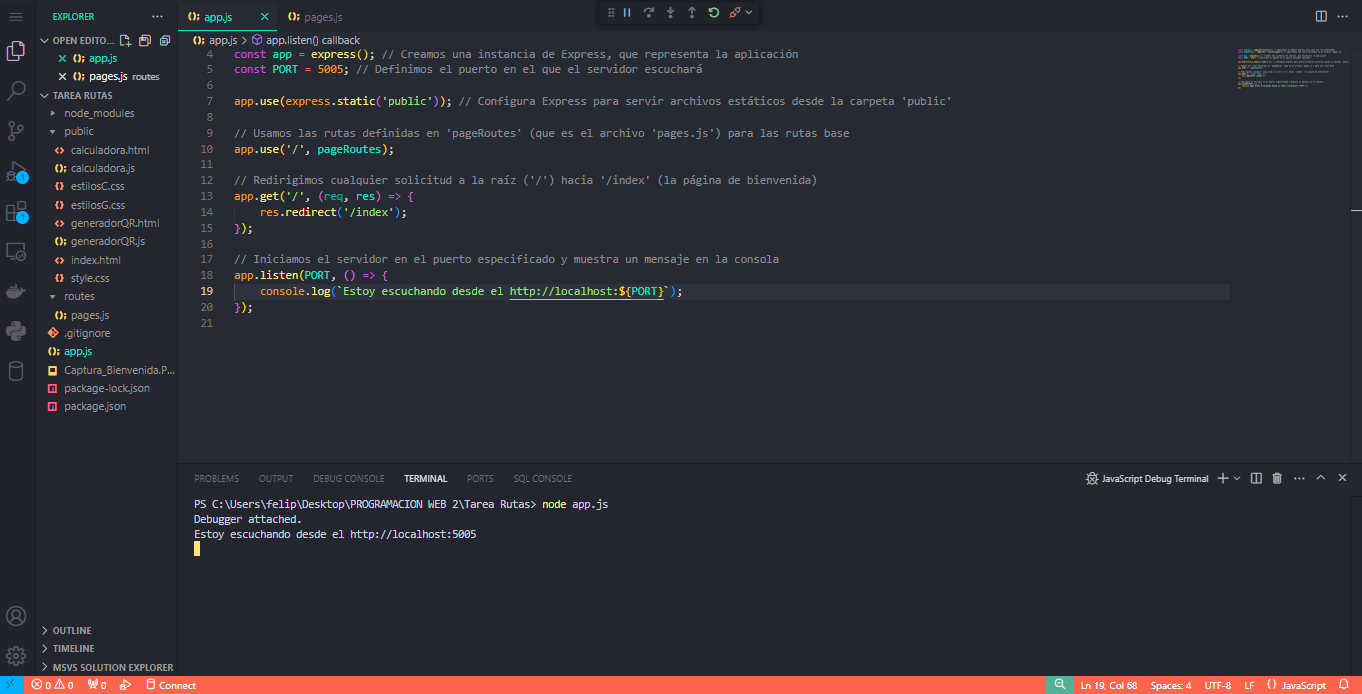 EXPLORER
OPEN EDITO...
app.js
pages.js routes
TAREA RUTAS
node_modules
public
calculadora.html
calculadora.js
estilosC.css
estilosG.css
generadorQR.html
generadorQR.js
index.html
style.css
routes
pages.js
.gitignore
app.js
Captura_Bienvenida.P...
package-lock.json
package.json
OUTLINE
TIMELINE
MSVS SOLUTION EXPLORER
app.js
pages.js
app.js > app.listen() callback
4 const app = express(); // Creamos una instancia de Express, que representa la aplicación
5 const PORT = 5005; // Definimos el puerto en el que el servidor escuchará
6
7 app.use(express.static('public')); // Configura Express para servir archivos estáticos desde la carpeta 'public'
8
9 // Usamos las rutas definidas en 'pageRoutes' (que es el archivo 'pages.js') para las rutas base
10 app.use('/', pageRoutes);
11
12 // Redirigimos cualquier solicitud a la raíz ('/') hacia '/index' (la página de bienvenida)
13 app.get('/', (req, res) => {
14 res.redirect('/index');
15 });
16
17 // Iniciamos el servidor en el puerto especificado y muestra un mensaje en la consola
18 app.listen(PORT, () => {
19 console.log(`Estoy escuchando desde el http://localhost:${PORT}`);
20 });
21
PROBLEMS OUTPUT DEBUG CONSOLE TERMINAL PORTS SQL CONSOLE
JavaScript Debug Terminal
PS C:\Users\felip\Desktop\PROGRAMACION WEB 2\Tarea Rutas> node app.js
Debugger attached.
Estoy escuchando desde el http://localhost:5005
0 0 0 Connect
Ln 19, Col 68 Spaces: 4 UTF-8 LF JavaScript